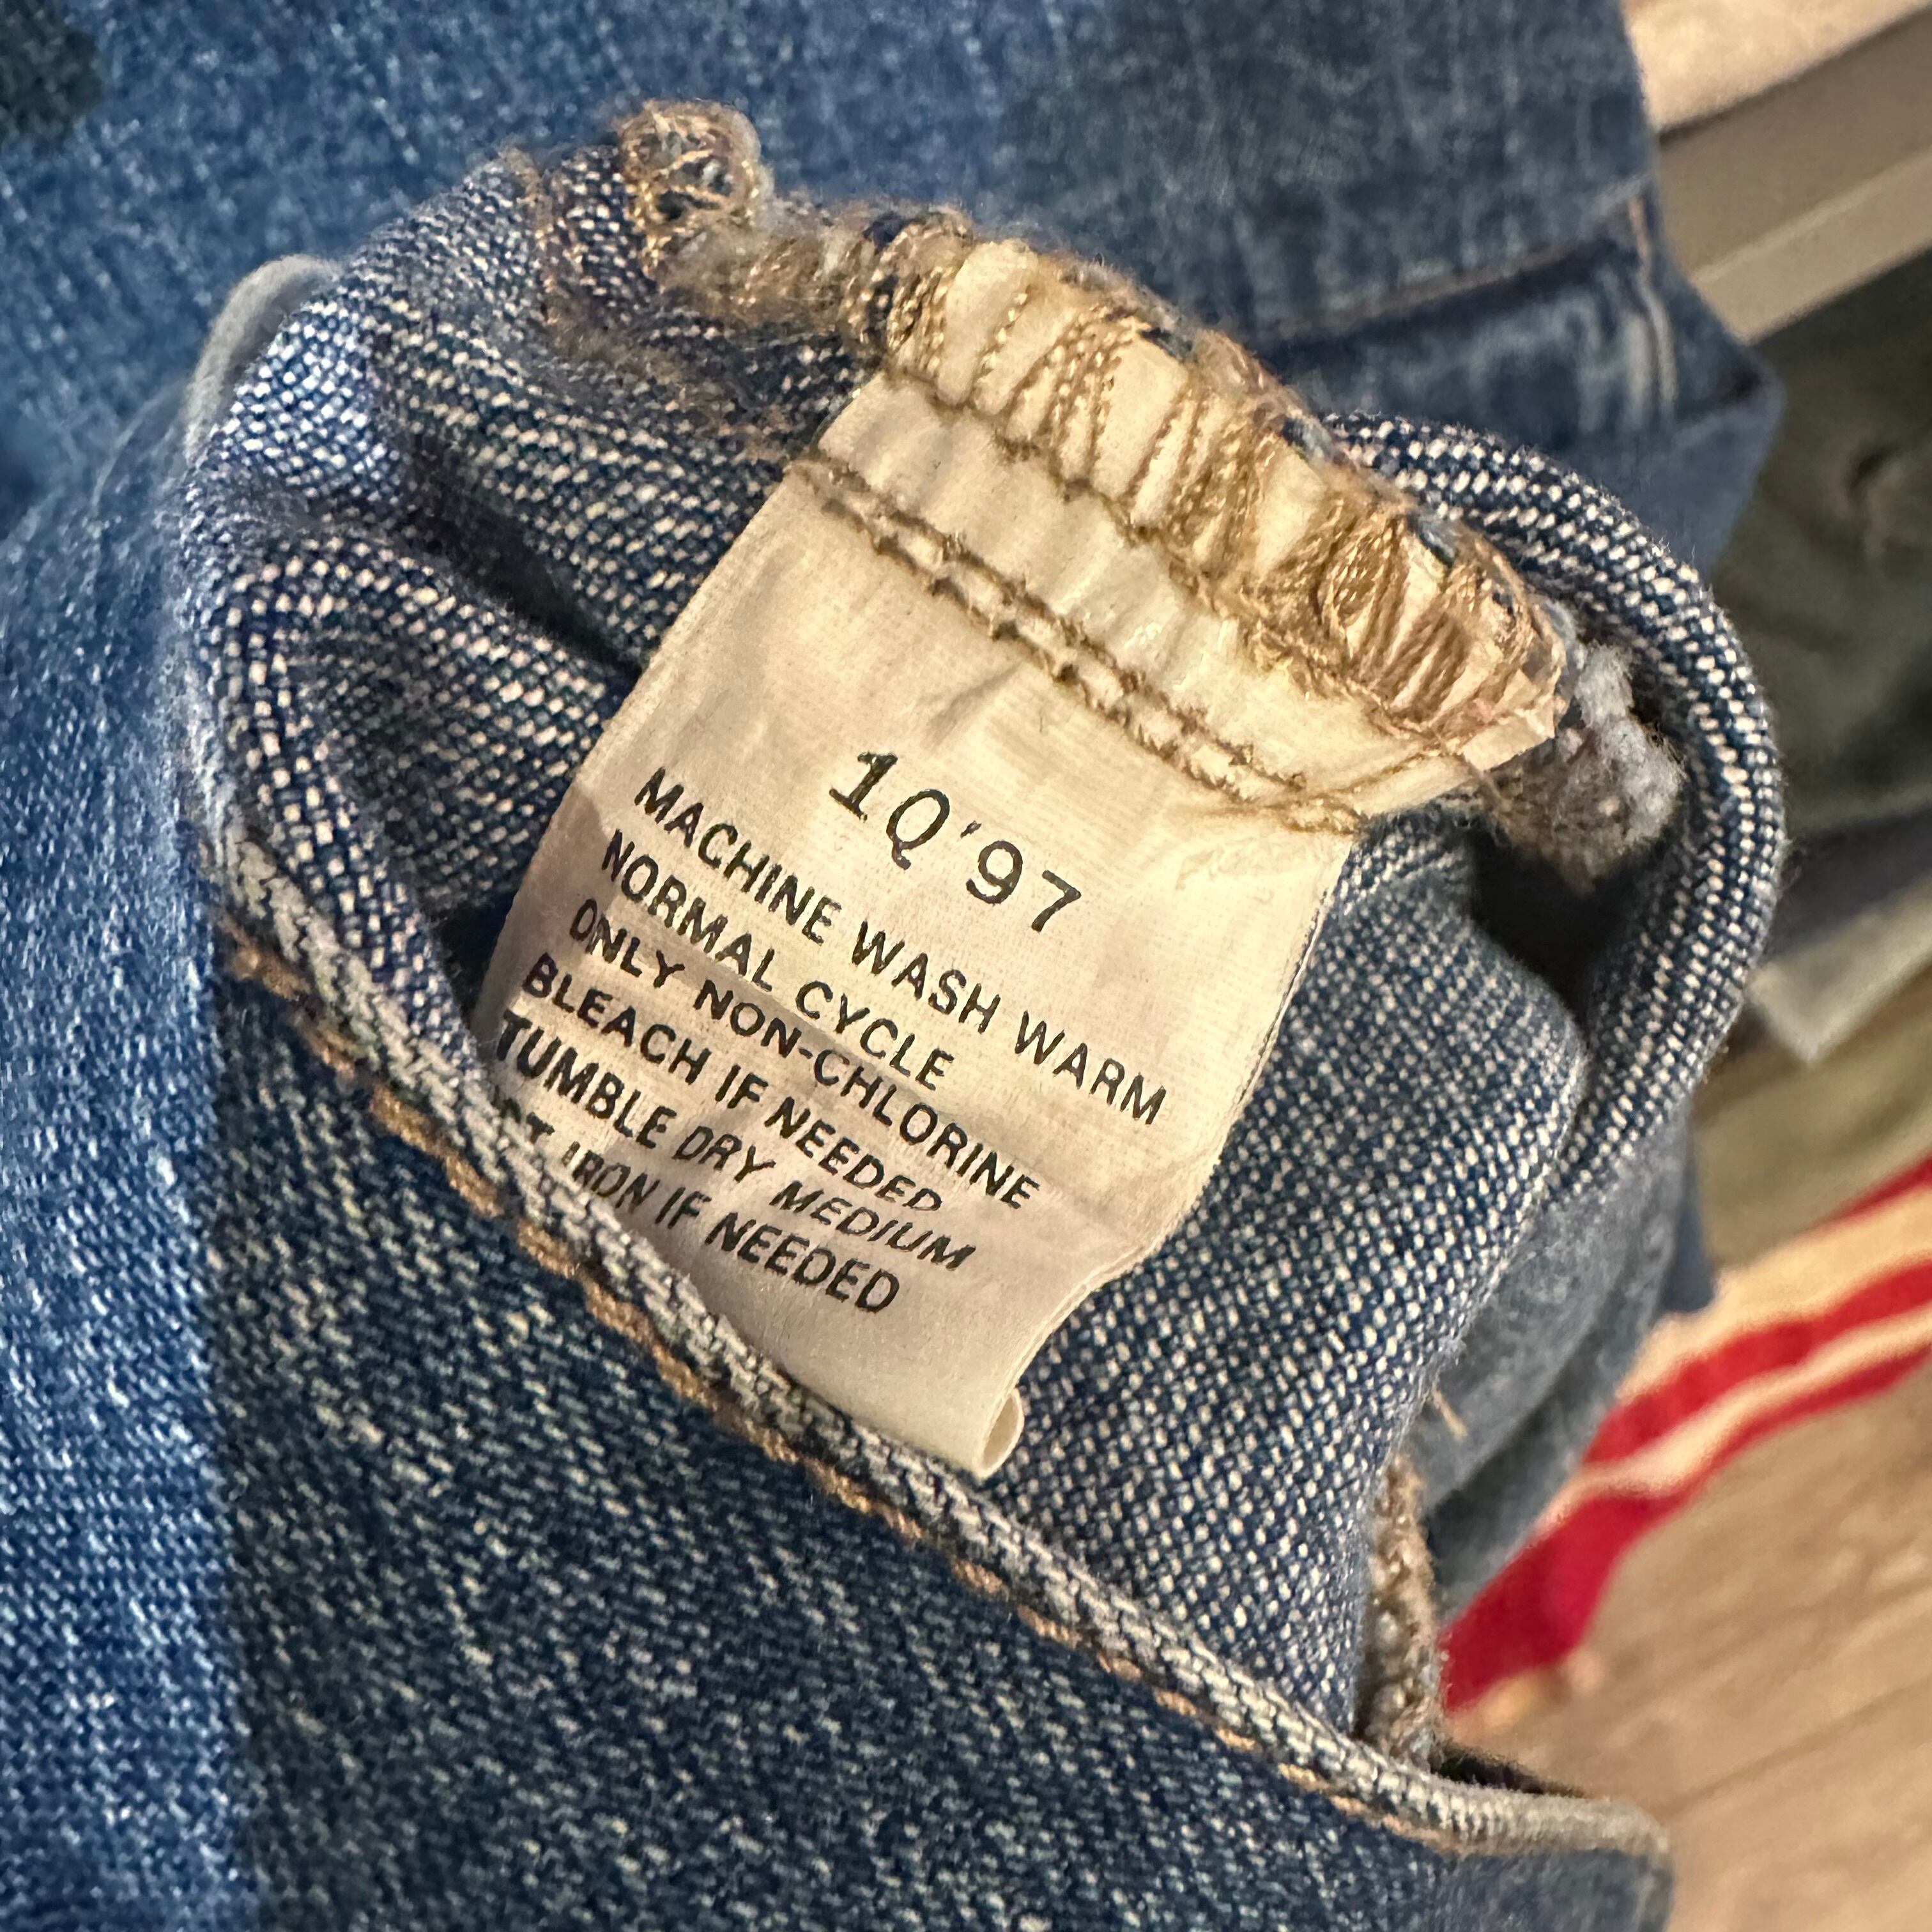 1Q'97
MACHINE WASH WARM
NORMAL CYCLE
ONLY NON-CHLORINE
BLEACH IF NEEDED
TUMBLE DRY MEDIUM
IRON IF NEEDED